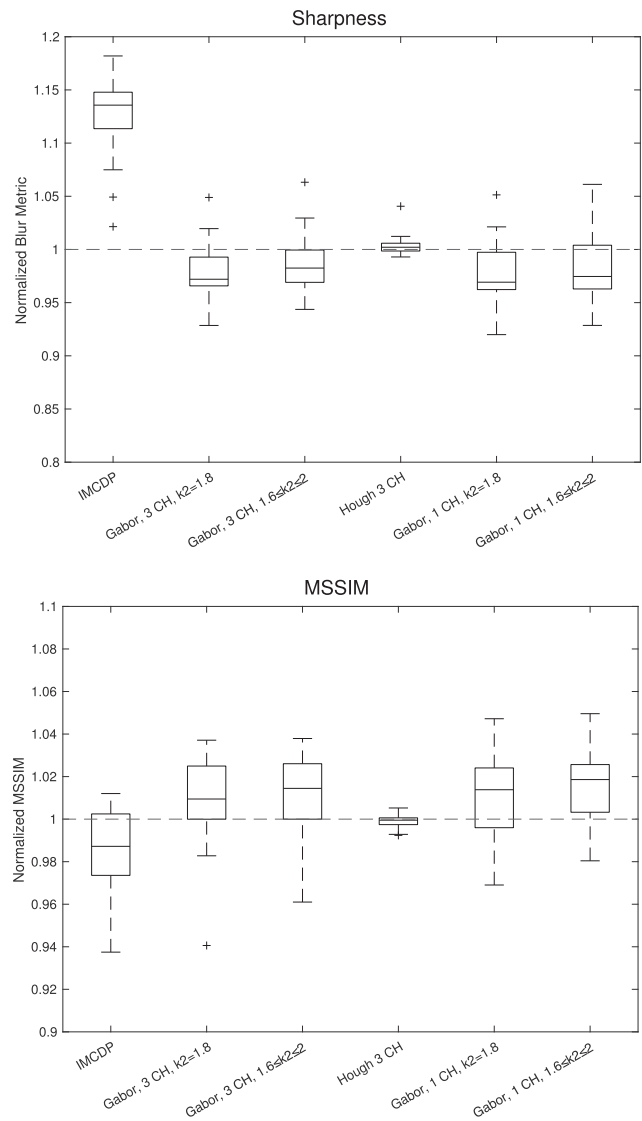 Sharpness
1.2
1.15
1.1
1.05
1
0.95
0.9
0.85
0.8
Normalized Blur Metric
IMCDP
Gabor, 3 CH, k2=1.8
Gabor, 3 CH, 1.6≤k2≤2
Hough 3 CH
Gabor, 1 CH, k2=1.8
Gabor, 1 CH, 1.6≤k2≤2
MSSIM
1.1
1.08
1.06
1.04
1.02
1
0.98
0.96
0.94
0.92
0.9
Normalized MSSIM
IMCDP
Gabor, 3 CH, k2=1.8
Gabor, 3 CH, 1.6≤k2≤2
Hough 3 CH
Gabor, 1 CH, k2=1.8
Gabor, 1 CH, 1.6≤k2≤2